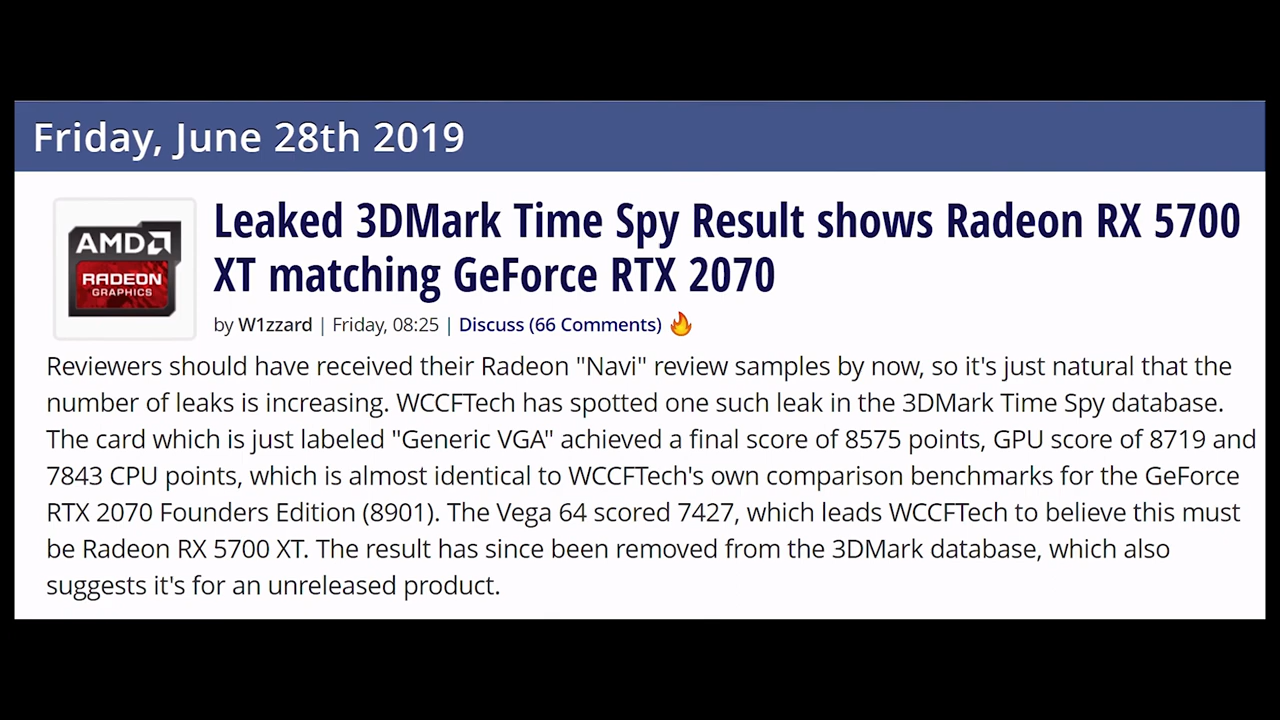 Friday, June 28th 2019
AMD
RADEON
GRAPHICS
Leaked 3DMark Time Spy Result shows Radeon RX 5700
XT matching GeForce RTX 2070
by W1zzard | Friday, 08:25 | Discuss (66 Comments)
Reviewers should have received their Radeon "Navi" review samples by now, so it's just natural that the
number of leaks is increasing. WCCFTech has spotted one such leak in the 3DMark Time Spy database.
The card which is just labeled "Generic VGA" achieved a final score of 8575 points, GPU score of 8719 and
7843 CPU points, which is almost identical to WCCFTech's own comparison benchmarks for the GeForce
RTX 2070 Founders Edition (8901). The Vega 64 scored 7427, which leads WCCFTech to believe this must
be Radeon RX 5700 XT. The result has since been removed from the 3DMark database, which also
suggests it's for an unreleased product.